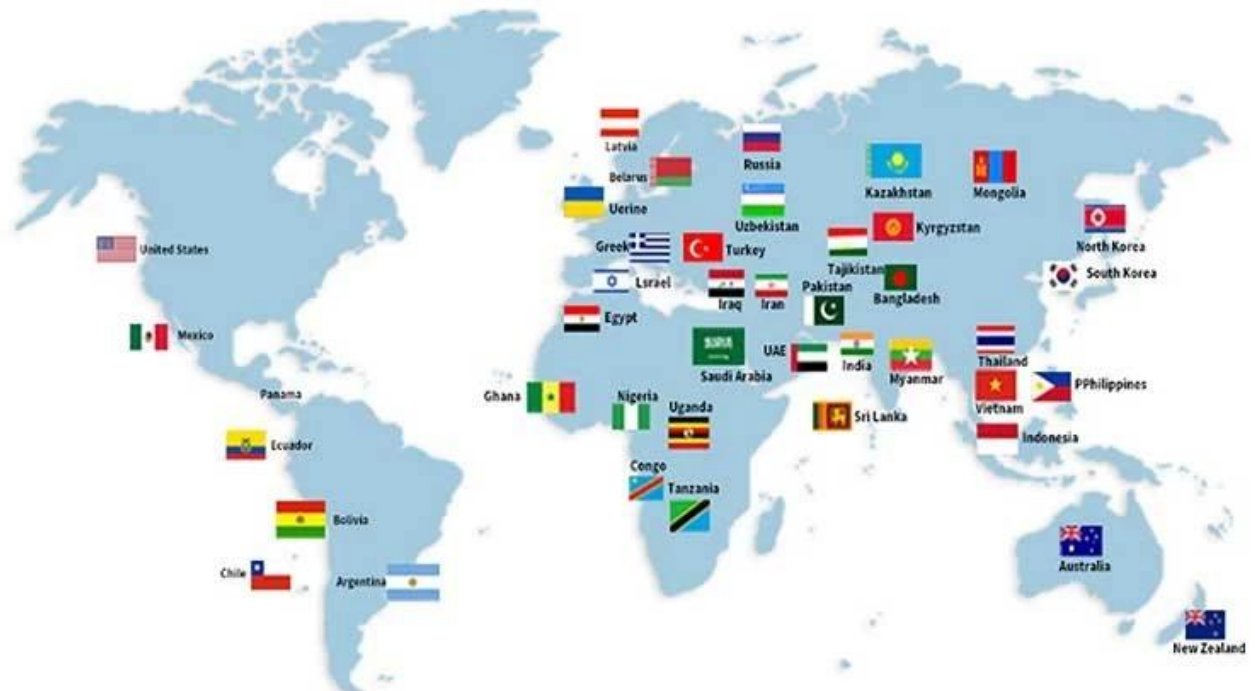 Latvia
Russia
Belarus
Kazakhstan
Mongolia
Uerine
Uzbekistan
Kyrgyzstan
North Korea
United States
Greek
Turkey
Tajikistan
South Korea
Lsrael
Iraq
Iran
Pakistan
Bangladesh
Egypt
Mexico
UAE
India
Thailand
Saudi Arabia
Myanmar
Panama
Ghana
Nigeria
Uganda
PPhilippines
Vietnam
Sri Lanka
Ecuador
Indonesia
Congo
Tanzania
Bolivia
Australia
Chile
Argentina
New Zealand